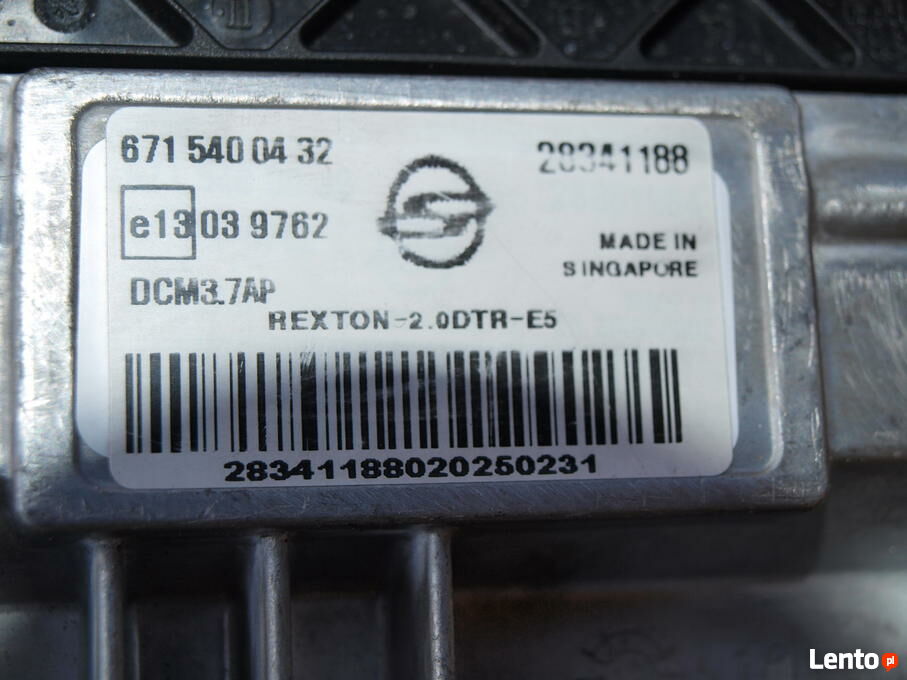 671 540 04 32
28341188
e13 03 9762
MADE IN
SINGAPORE
DCM3.7AP
REXTON-2.0DTR-E5
28341188020250231
Lento.pl